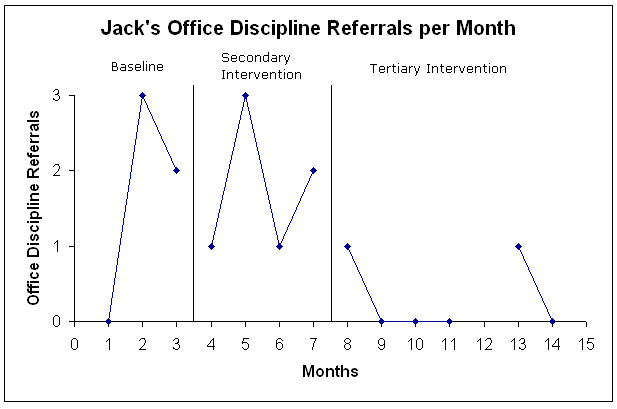 Jack's Office Discipline Referrals per Month
Baseline
Secondary
Intervention
Tertiary Intervention
Office Discipline Referrals
3
2
1
0
0 1 2 3 4 5 6 7 8 9 10 11 12 13 14 15
Months